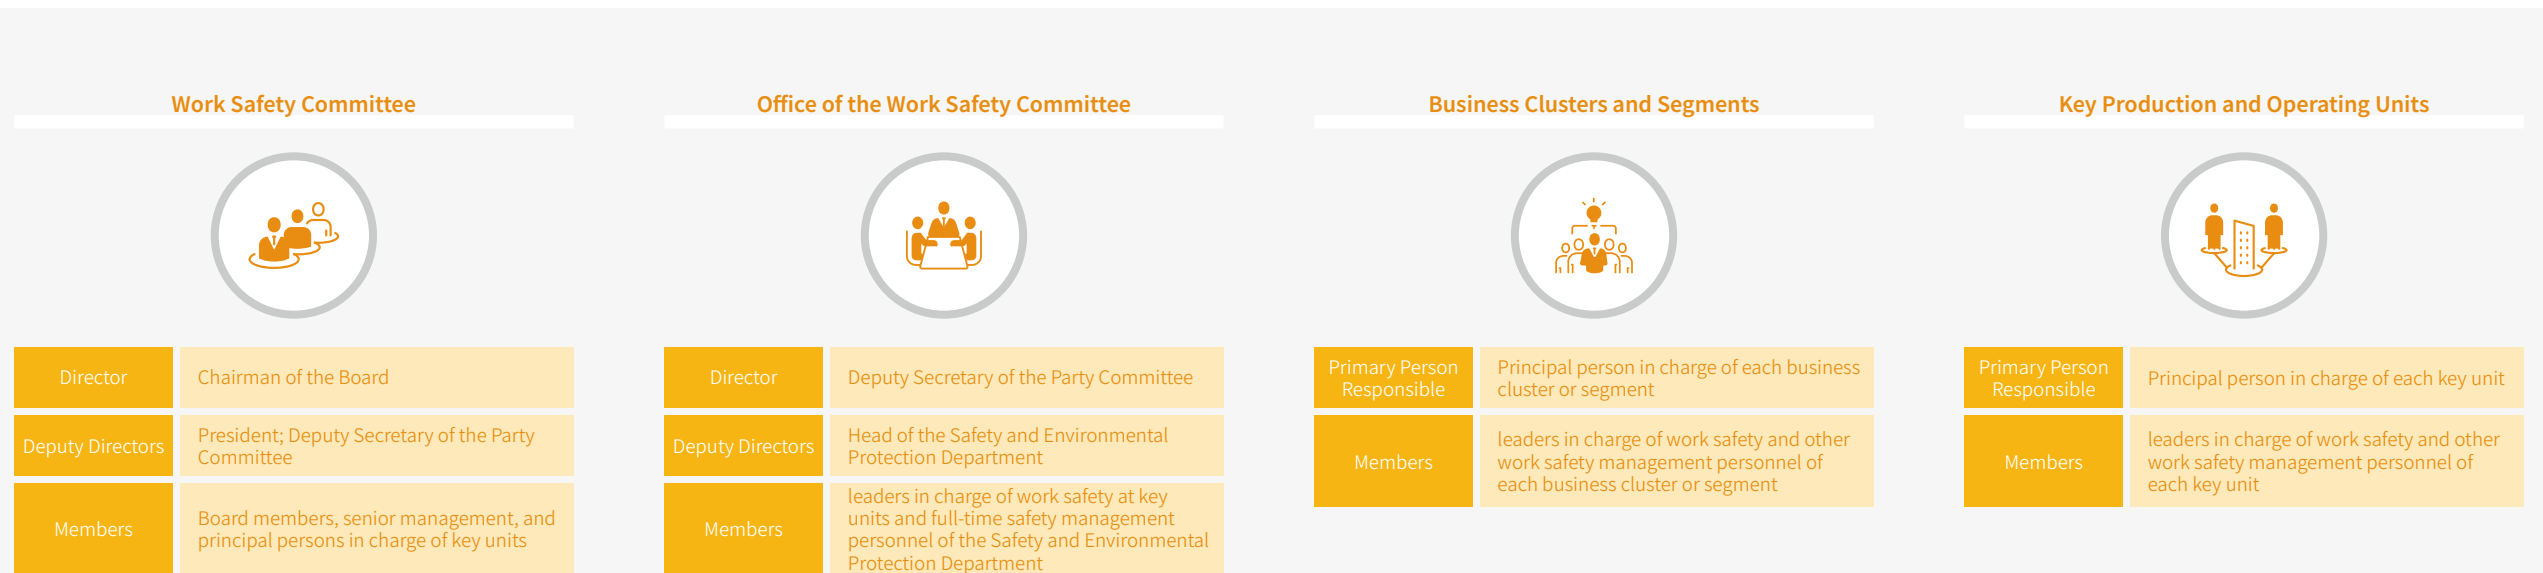 Work Safety Committee
Director
Chairman of the Board
Deputy Directors
President; Deputy Secretary of the Party
Committee
Members
Board members, senior management, and
principal persons in charge of key units
Office of the Work Safety Committee
Director
Deputy Secretary of the Party Committee
Deputy Directors
Head of the Safety and Environmental
Protection Department
Members
leaders in charge of work safety at key
units and full-time safety management
personnel of the Safety and Environmental
Protection Department
Business Clusters and Segments
Primary Person
Responsible
Principal person in charge of each business
cluster or segment
Members
leaders in charge of work safety and other
work safety management personnel of
each business cluster or segment
Key Production and Operating Units
Primary Person
Responsible
Principal person in charge of each key unit
Members
leaders in charge of work safety and other
work safety management personnel of
each key unit